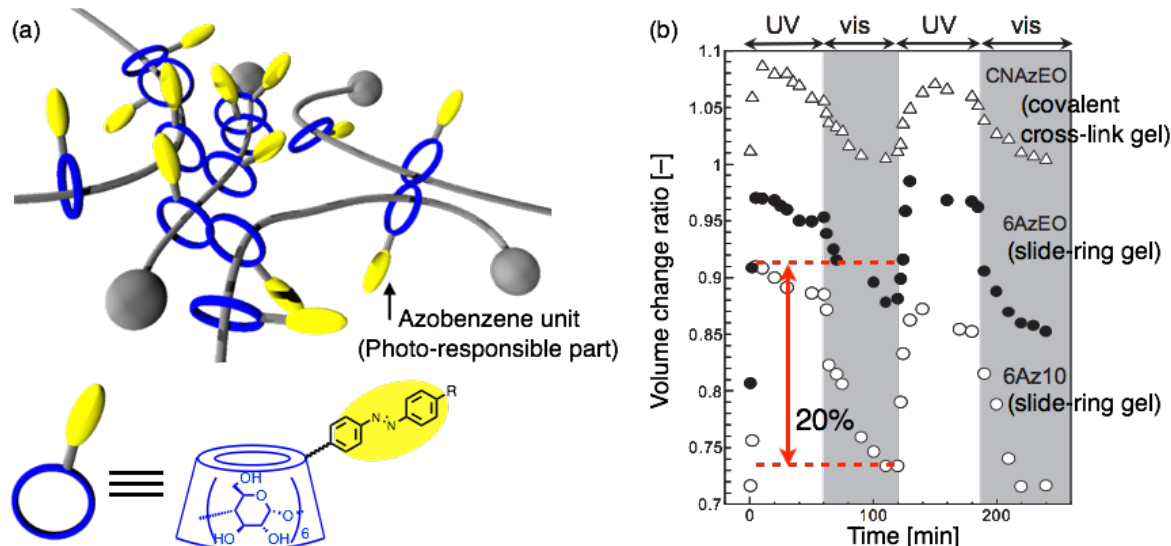 (a)
Azobenzene unit
(Photo-responsible part)
R
N
N
OH
O
O
HO
OH
6
(b)
UV vis UV vis
1.1
1.05
1
0.95
0.9
0.85
0.8
0.75
0.7
Volume change ratio [–]
CNAzEO
(covalent
cross-link gel)
6AzEO
(slide-ring gel)
6Az10
(slide-ring gel)
20%
0 100 200
Time [min]